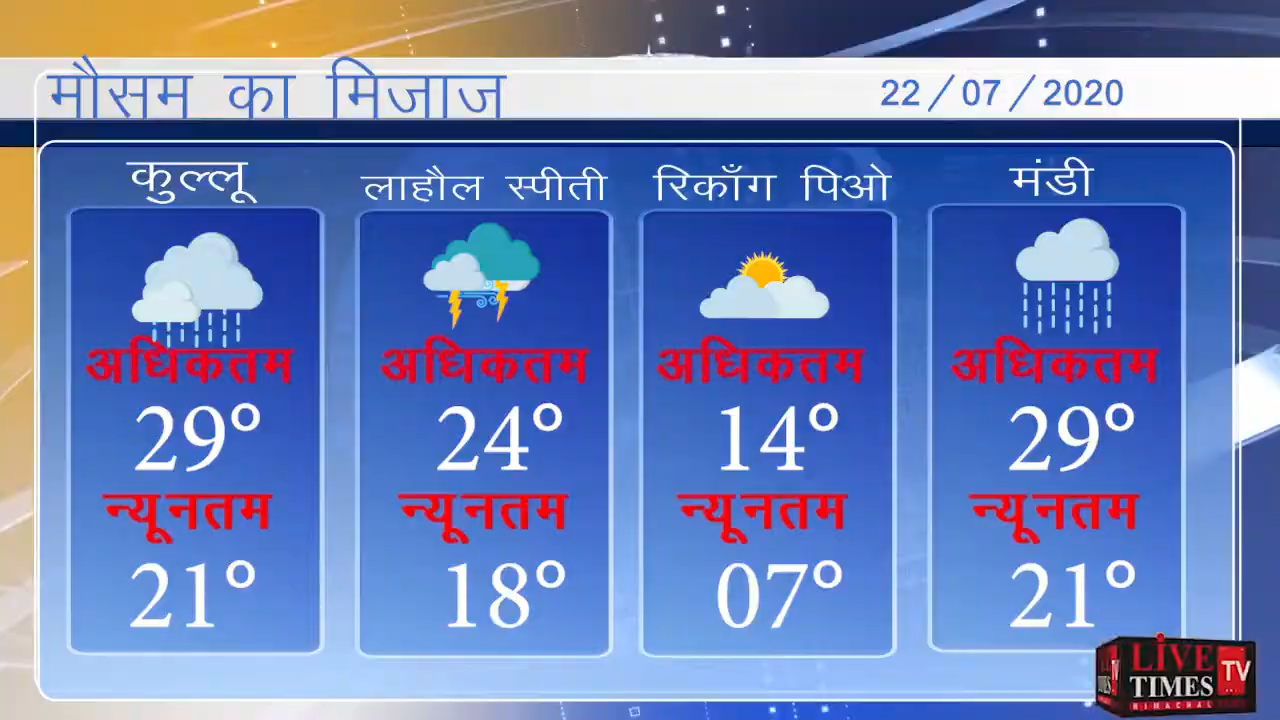 मौसम का मिजाज
22/07/2020
कुल्लू
लाहौल स्पीती
रिकाँग पिओ
मंडी
अधिकतम
अधिकतम
अधिकतम
अधिकतम
29°
24°
14°
29°
न्यूनतम
न्यूनतम
न्यूनतम
न्यूनतम
21°
18°
07°
21°
LiVE
TIMES
TV
HIMACHAL